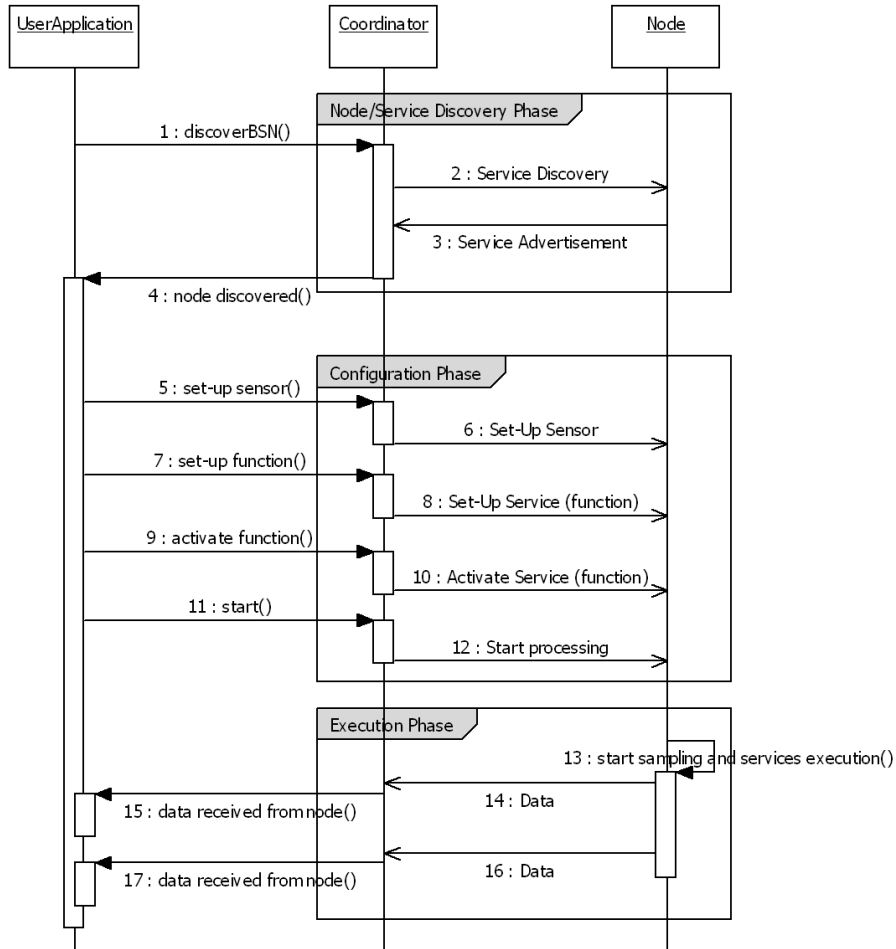 UserApplication
Coordinator
Node
Node/Service Discovery Phase
1 : discoverBSN()
2 : Service Discovery
3 : Service Advertisement
4 : node discovered()
Configuration Phase
5 : set-up sensor()
6 : Set-Up Sensor
7 : set-up function()
8 : Set-Up Service (function)
9 : activate function()
10 : Activate Service (function)
11 : start()
12 : Start processing
Execution Phase
13 : start sampling and services execution()
14 : Data
15 : data received from node()
16 : Data
17 : data received from node()